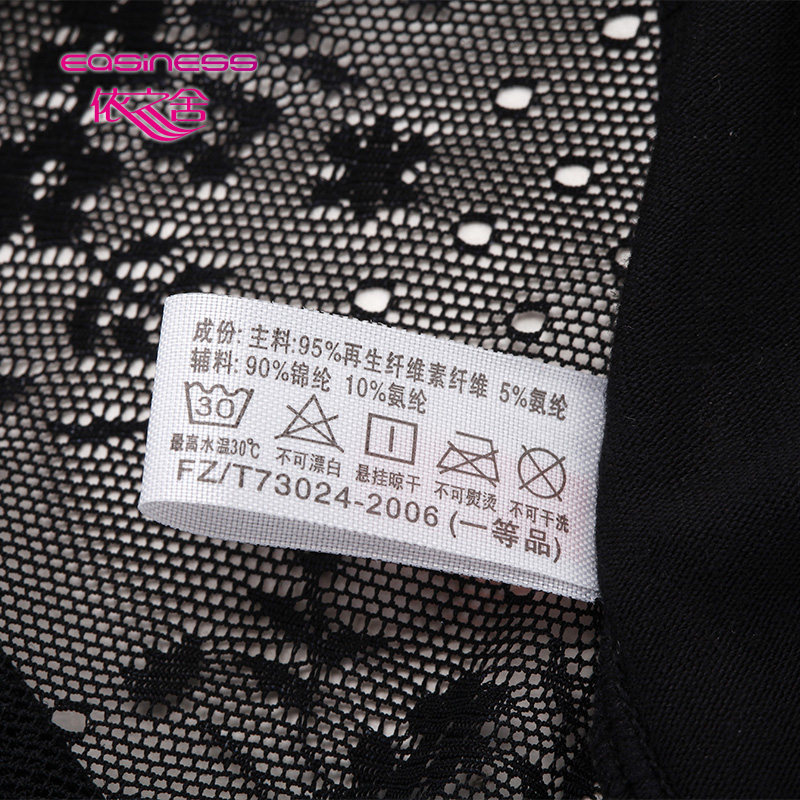 EASINESS
依之舍
成份: 主料:95%再生纤维素纤维 5%氨纶
辅料: 90%锦纶 10%氨纶
30
最高水温30℃ 不可漂白 悬挂晾干 不可熨烫 不可干洗
FZ/T73024-2006 (一等品)